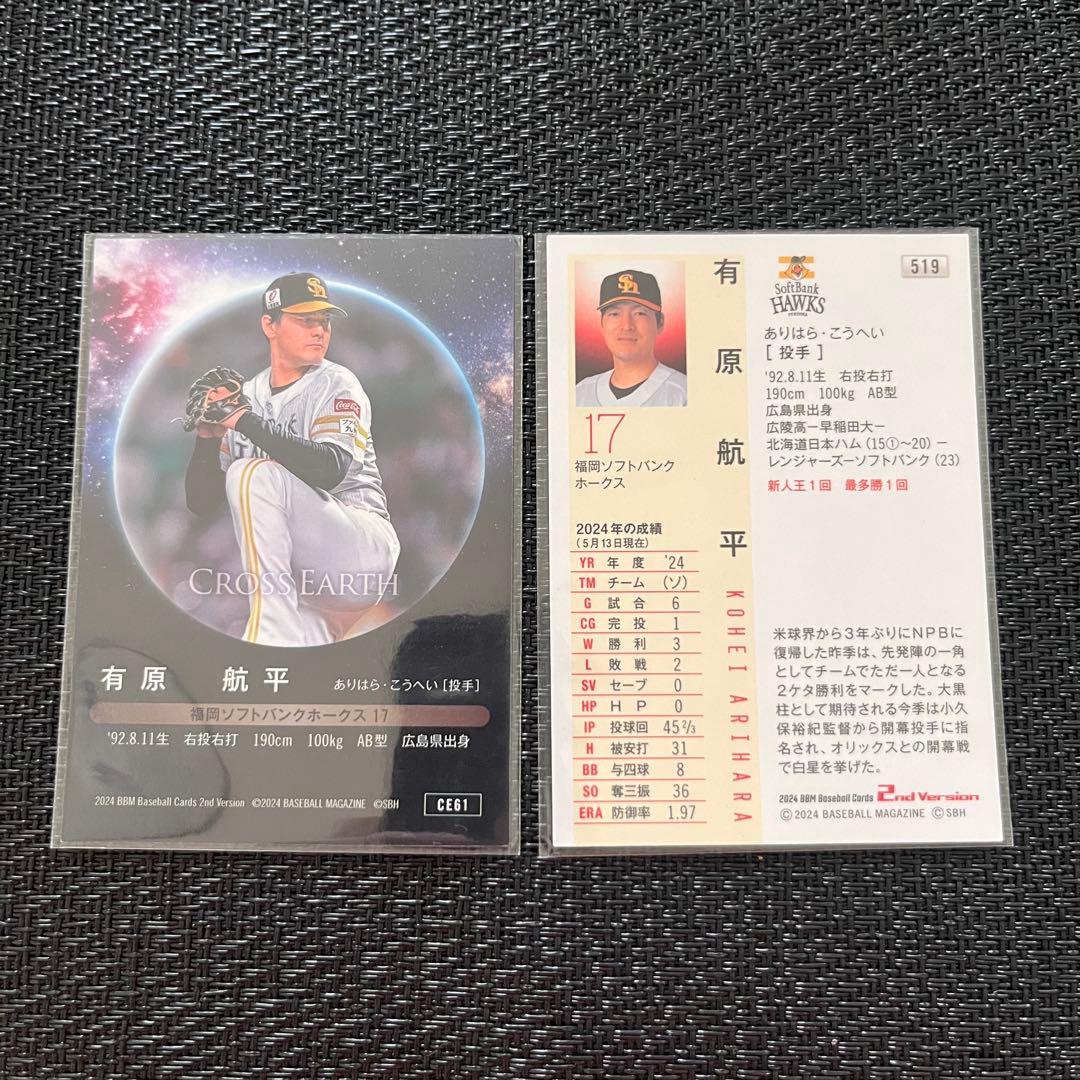 SH
Coca-Cola
CROSS EARTH
有原 航平 ありはら・こうへい [投手]
福岡ソフトバンクホークス 17
'92.8.11生 右投右打 190cm 100kg AB型 広島県出身
2024 BBM Baseball Cards 2nd Version ©2024 BASEBALL MAGAZINE ©SBH
CE61
SH
17
福岡ソフトバンク
ホークス
有原航平
KOHEI ARIHARA
2024年の成績
(5月13日現在)
YR 年度 '24
TM チーム (ソ)
G 試合 6
CG 完投 1
W 勝利 3
L 敗戦 2
SV セーブ 0
HP HP 0
IP 投球回 45 2/3
H 被安打 31
BB 与四球 8
SO 奪三振 36
ERA 防御率 1.97
SoftBank
HAWKS
519
ありはら・こうへい
[ 投手 ]
'92.8.11生 右投右打
190cm 100kg AB型
広島県出身
広陵高ー早稲田大ー
北海道日本ハム (15①〜20) ー
レンジャーズーソフトバンク (23)
新人王1回 最多勝1回
米球界から3年ぶりにNPBに
復帰した昨季は、先発陣の一角
としてチームでただ一人となる
2ケタ勝利をマークした。大黒
柱として期待される今季は小久
保裕紀監督から開幕投手に指
名され、オリックスとの開幕戦
で白星を挙げた。
2024 BBM Baseball Cards 2nd Version
©2024 BASEBALL MAGAZINE ©SBH